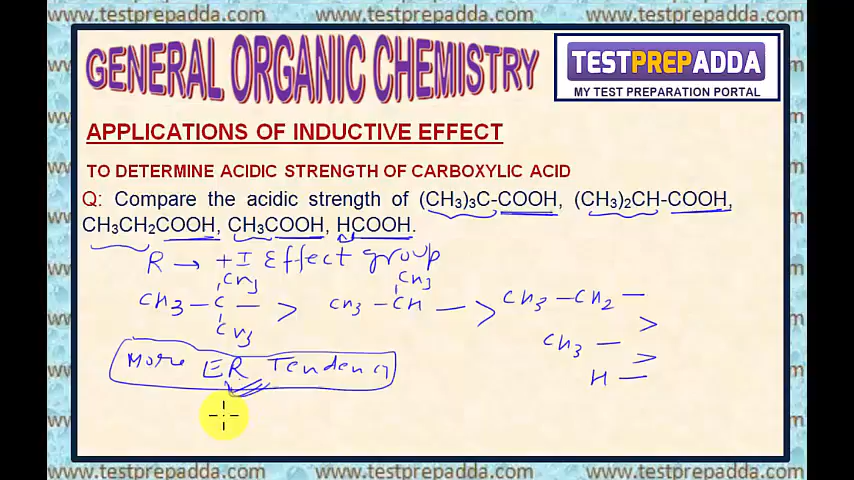 www.testprepadda.com www.testprepadda.com www.testprepadda.com
GENERAL ORGANIC CHEMISTRY
TESTPREPADDA
MY TEST PREPARATION PORTAL
APPLICATIONS OF INDUCTIVE EFFECT
TO DETERMINE ACIDIC STRENGTH OF CARBOXYLIC ACID
Q: Compare the acidic strength of (CH3)3C-COOH, (CH3)2CH-COOH,
CH3CH2COOH, CH3COOH, HCOOH.
R → +I Effect group
CH3 CH3
CH3 – C – > CH3 – CH – > CH3 – CH2 –
CH3 >
CH3 –
>
More ER Tendency
H –
www.testprepadda.com www.testprepadda.com www.testprepadda.com